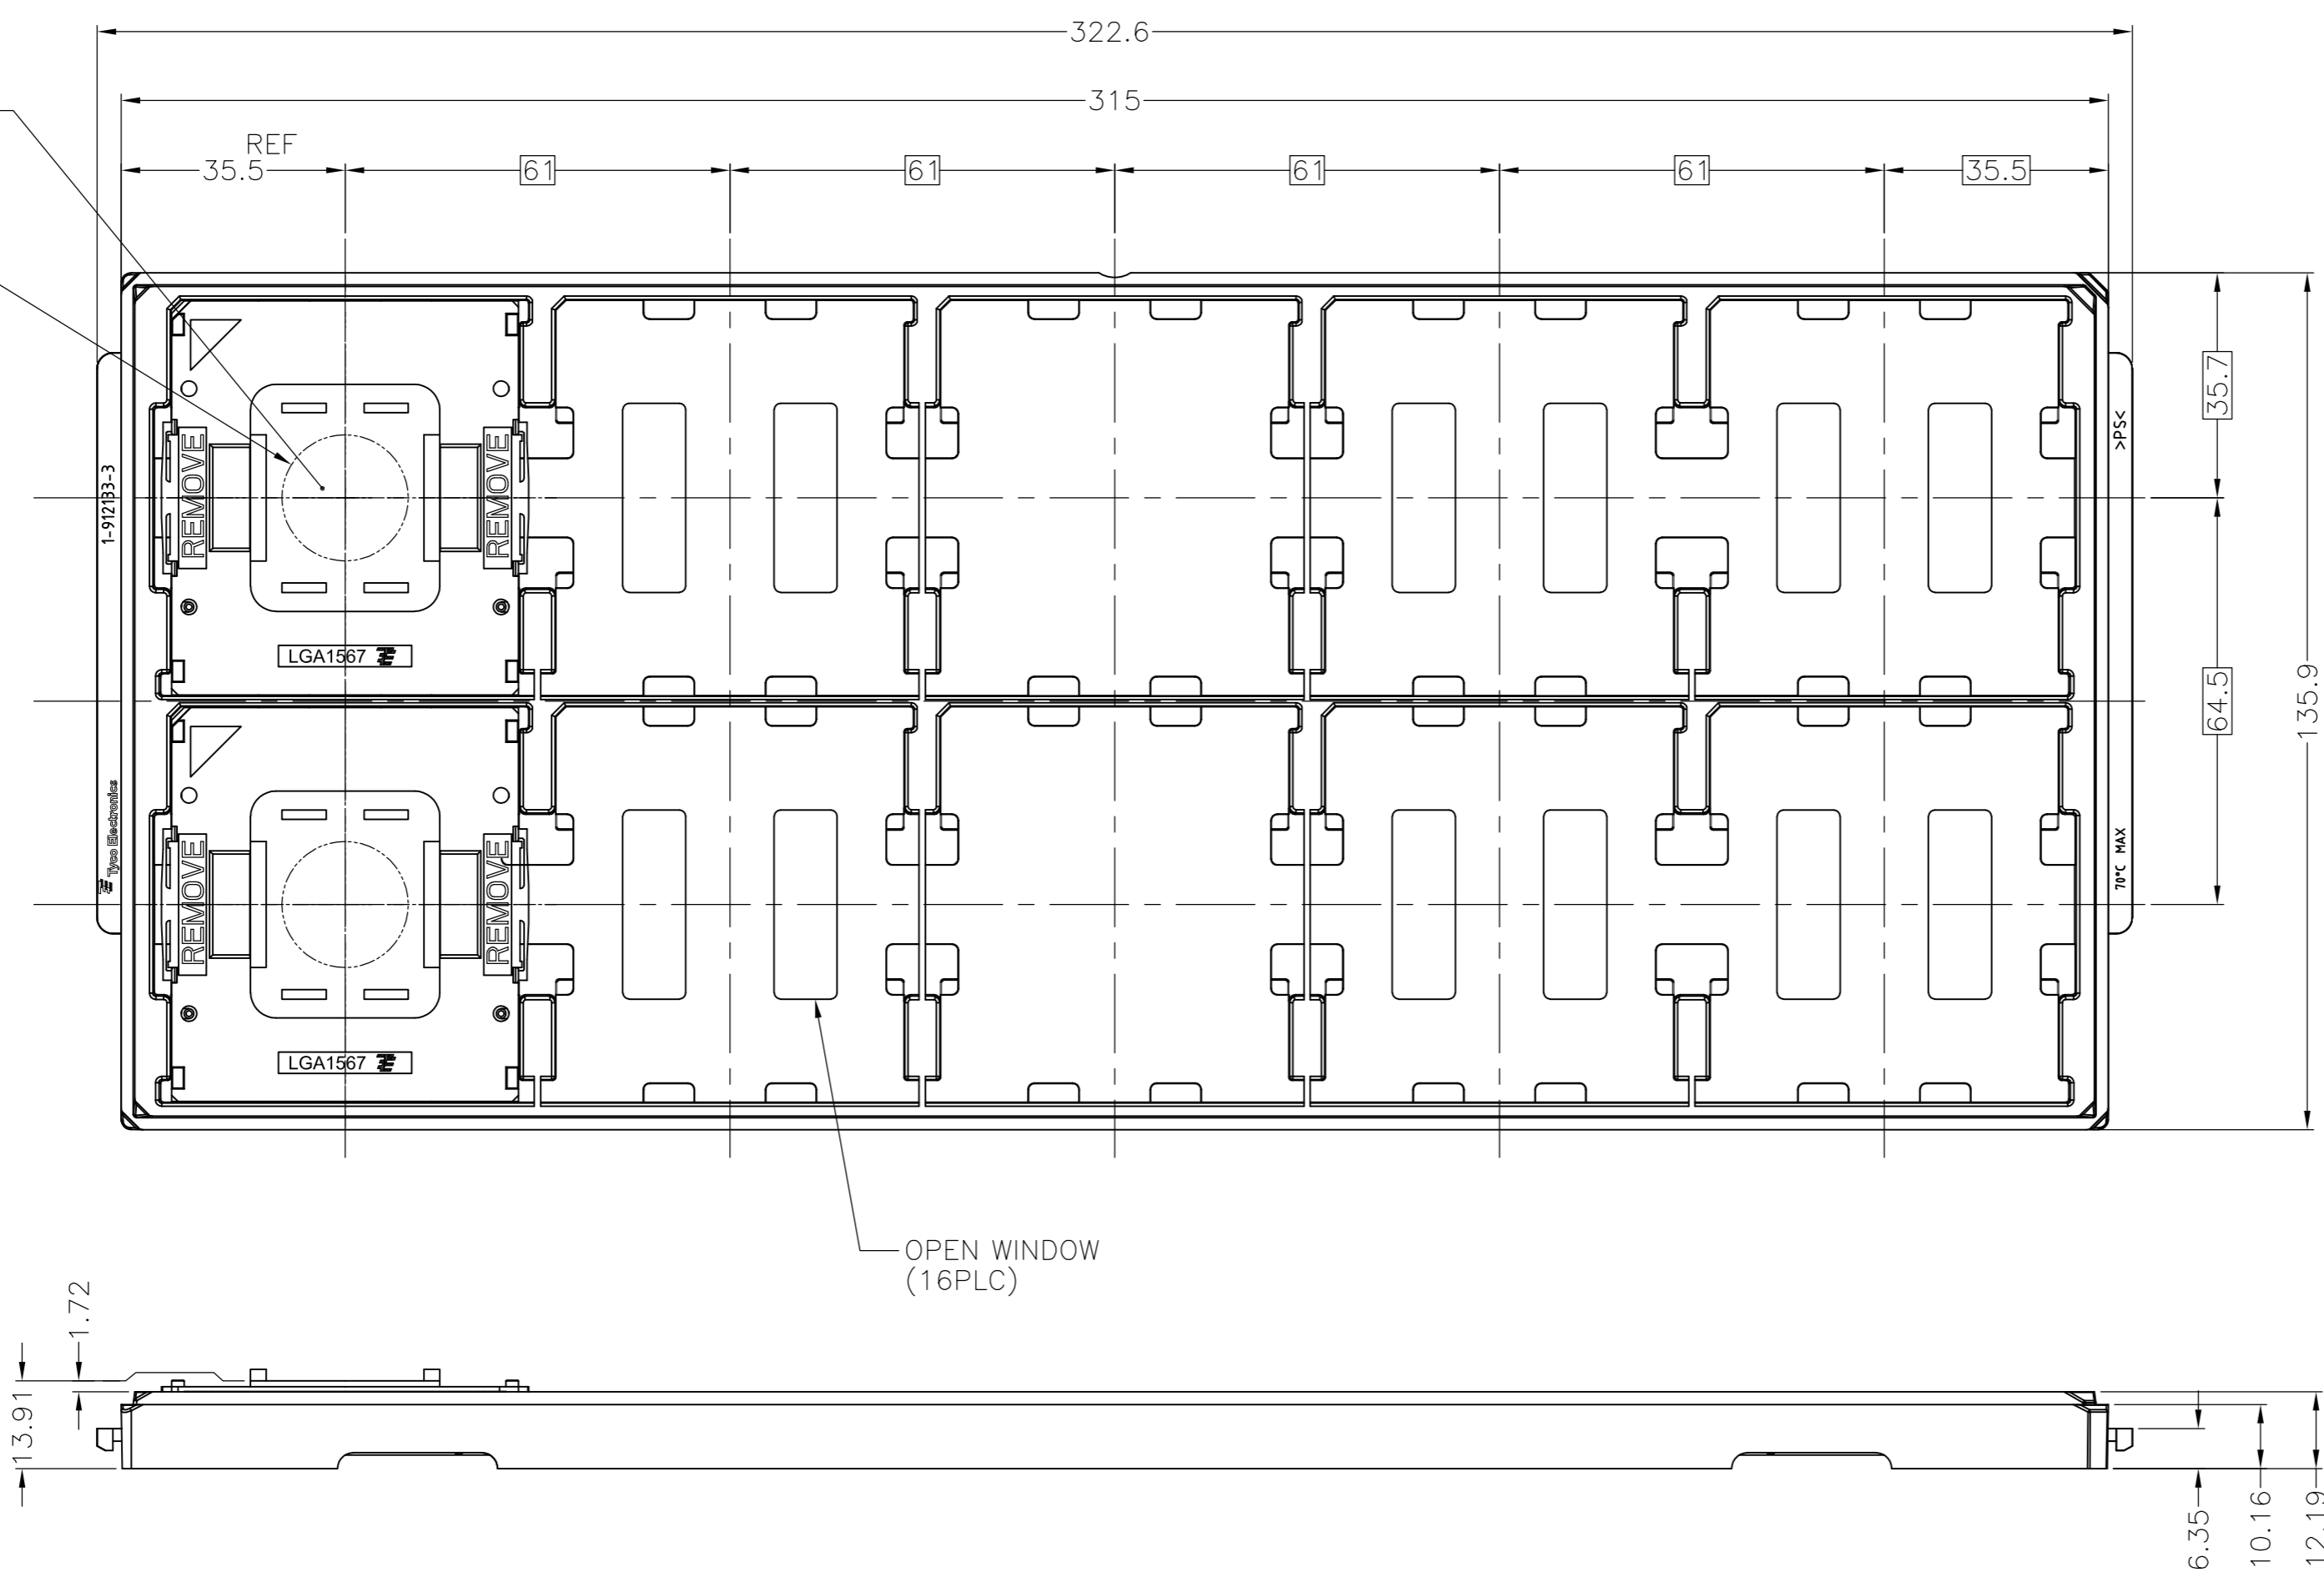 322.6
315
REF
35.5
61
61
61
61
35.5
35.7
64.5
135.9
1-912133-3
Tyco Electronics
>PS<
70°C MAX
REMOVE
REMOVE
LGA1567
REMOVE
REMOVE
LGA1567
OPEN WINDOW
(16PLC)
1.72
13.91
6.35
10.16
12.19